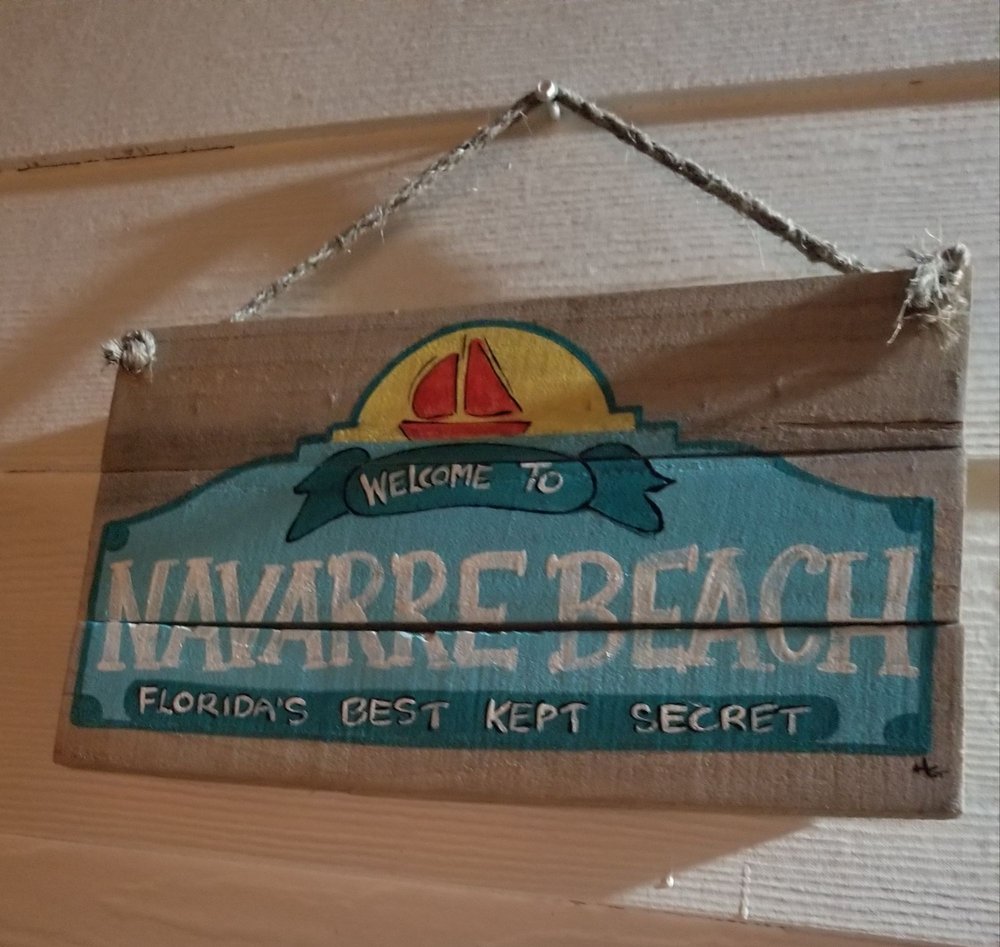 WELCOME TO
NAVARRE BEACH
FLORIDA'S BEST KEPT SECRET